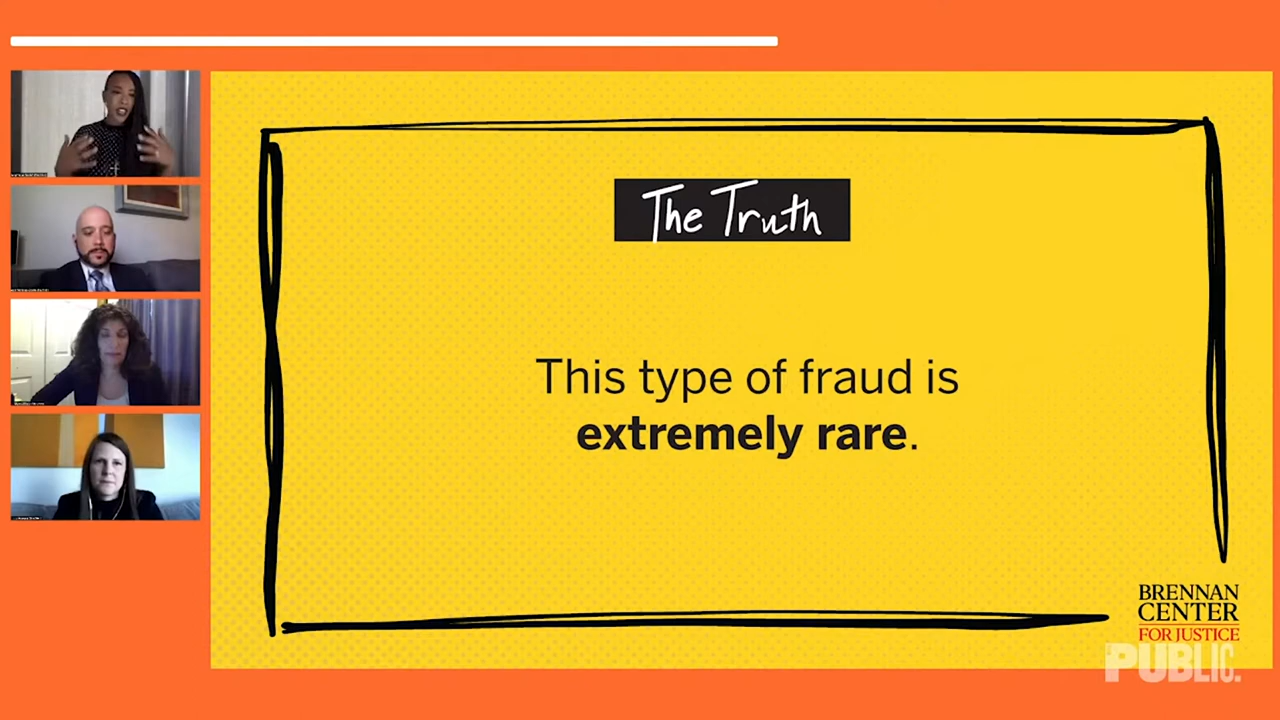 The Truth
This type of fraud is
extremely rare.
BRENNAN
CENTER
FOR JUSTICE
PUBLIC.